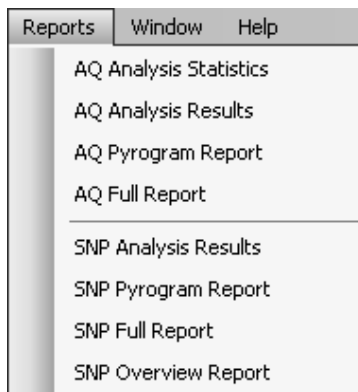 Reports Window Help
AQ Analysis Statistics
AQ Analysis Results
AQ Pyrogram Report
AQ Full Report
SNP Analysis Results
SNP Pyrogram Report
SNP Full Report
SNP Overview Report